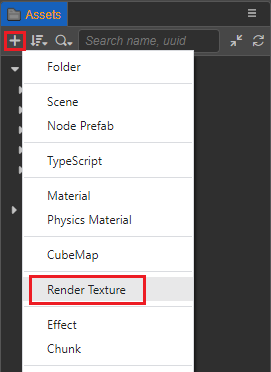 Assets
Search name, uuid
Folder
Scene
Node Prefab
TypeScript
Material
Physics Material
CubeMap
Render Texture
Effect
Chunk